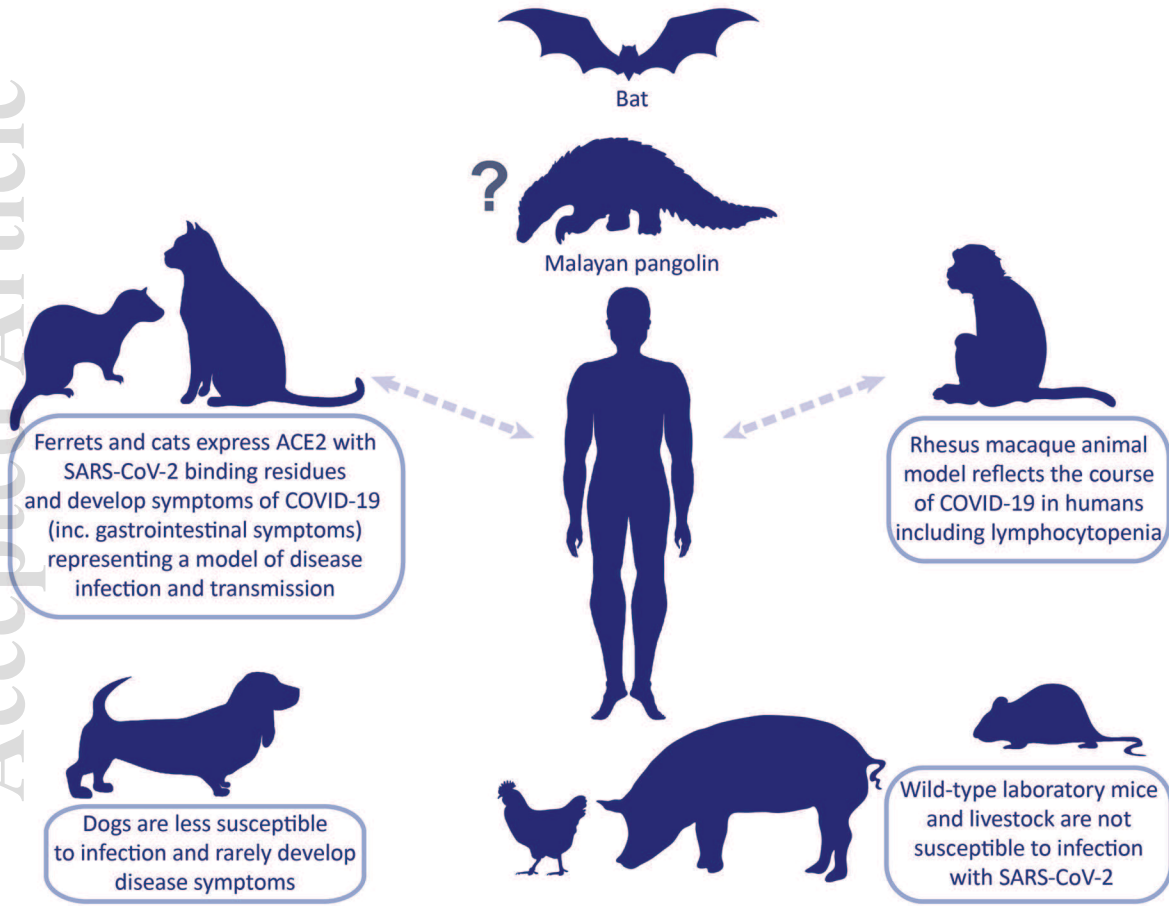 Bat
?
Malayan pangolin
Ferrets and cats express ACE2 with
SARS-CoV-2 binding residues
and develop symptoms of COVID-19
(inc. gastrointestinal symptoms)
representing a model of disease
infection and transmission
Rhesus macaque animal
model reflects the course
of COVID-19 in humans
including lymphocytopenia
Dogs are less susceptible
to infection and rarely develop
disease symptoms
Wild-type laboratory mice
and livestock are not
susceptible to infection
with SARS-CoV-2
Accepted Article